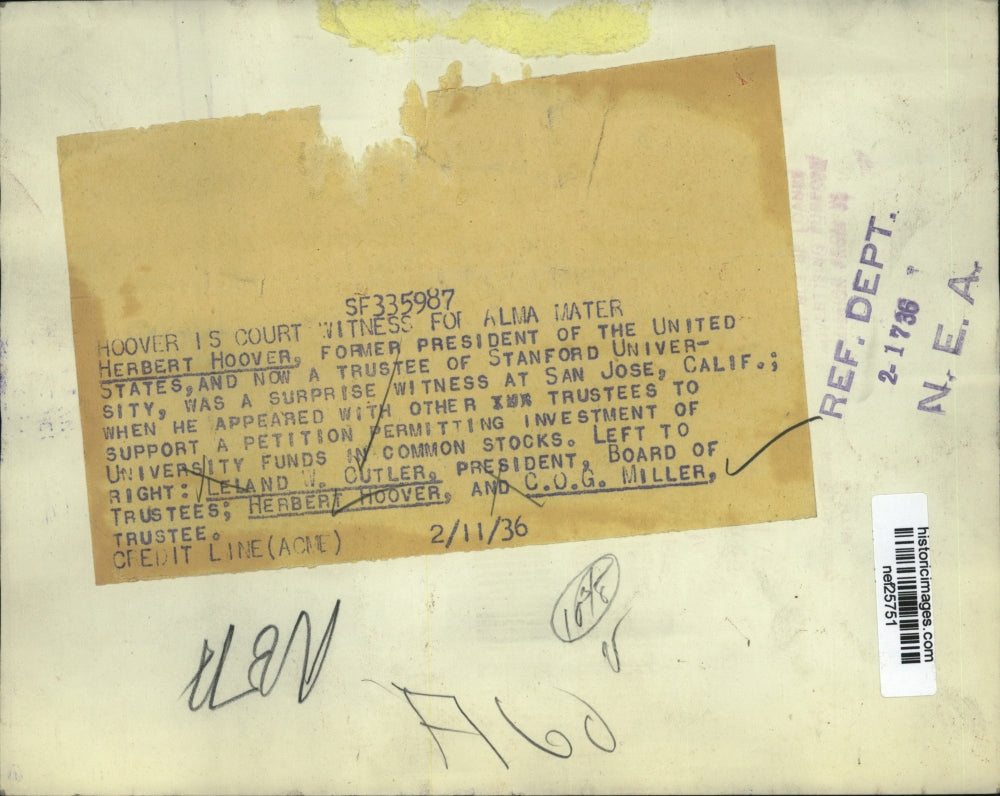 SF335987
HOOVER IS COURT WITNESS FOR ALMA MATER
HERBERT HOOVER, FORMER PRESIDENT OF THE UNITED
STATES, AND NOW A TRUSTEE OF STANFORD UNIVER-
SITY, WAS A SURPRISE WITNESS AT SAN JOSE, CALIF.;
WHEN HE APPEARED WITH OTHER TRUSTEES TO
SUPPORT A PETITION PERMITTING INVESTMENT OF
UNIVERSITY FUNDS IN COMMON STOCKS. LEFT TO
RIGHT: LELAND W. CUTLER, PRESIDENT, BOARD OF
TRUSTEES; HERBERT HOOVER, AND C.O.G. MILLER,
TRUSTEE.
CREDIT LINE (ACME) 2/11/36
REF. DEPT.
2-1736
N. E. A.
historicimages.com
nef25751
A60